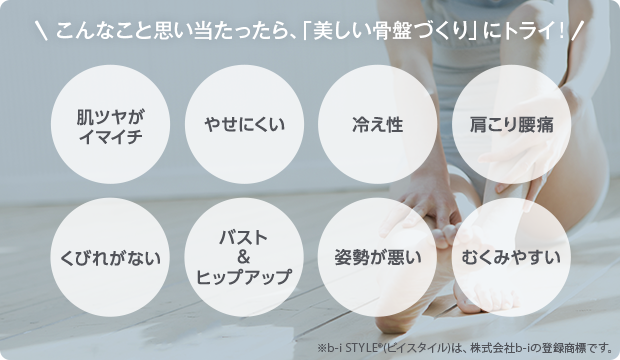 \ こんなこと思い当たったら、「美しい骨盤づくり」にトライ! /
肌ツヤが
イマイチ
やせにくい
冷え性
肩こり腰痛
くびれがない
バスト
&
ヒップアップ
姿勢が悪い
むくみやすい
※b-i STYLE®(ビイスタイル)は、株式会社b-iの登録商標です。